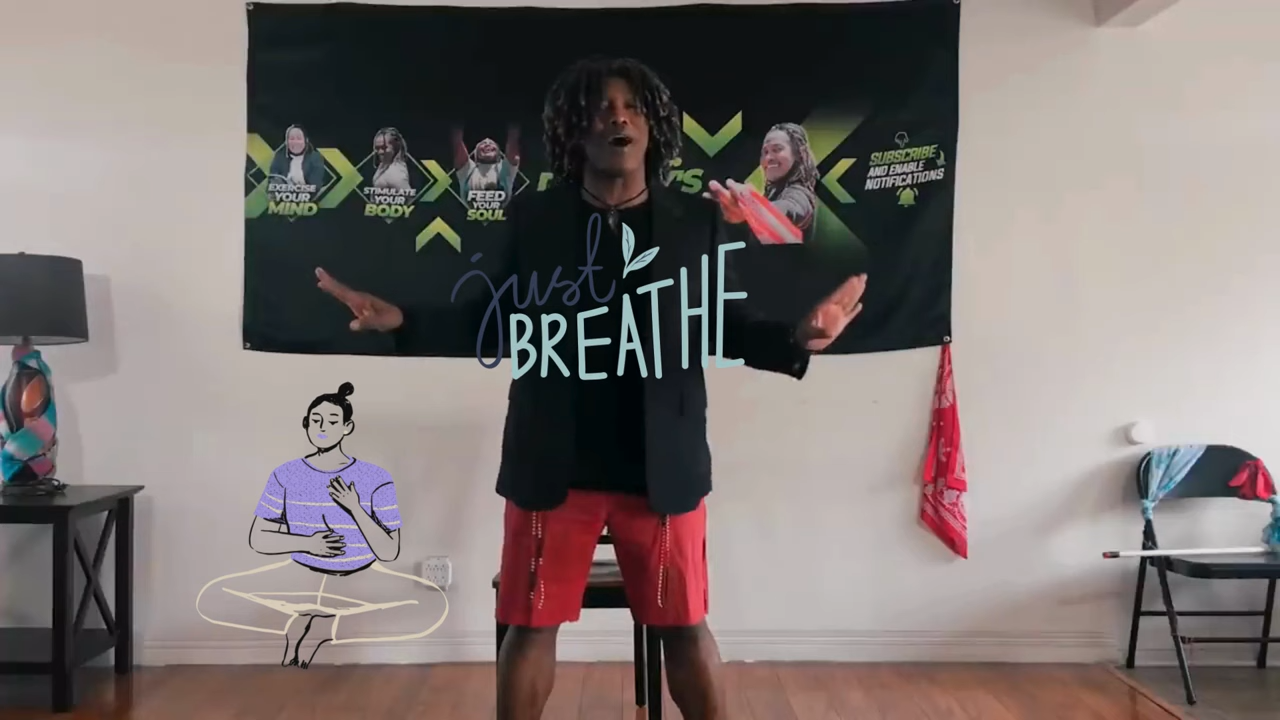 EXERCISE
YOUR
MIND
STIMULATE
YOUR
BODY
FEED
YOUR
SOUL
SUBSCRIBE
AND ENABLE
NOTIFICATIONS
just
BREATHE